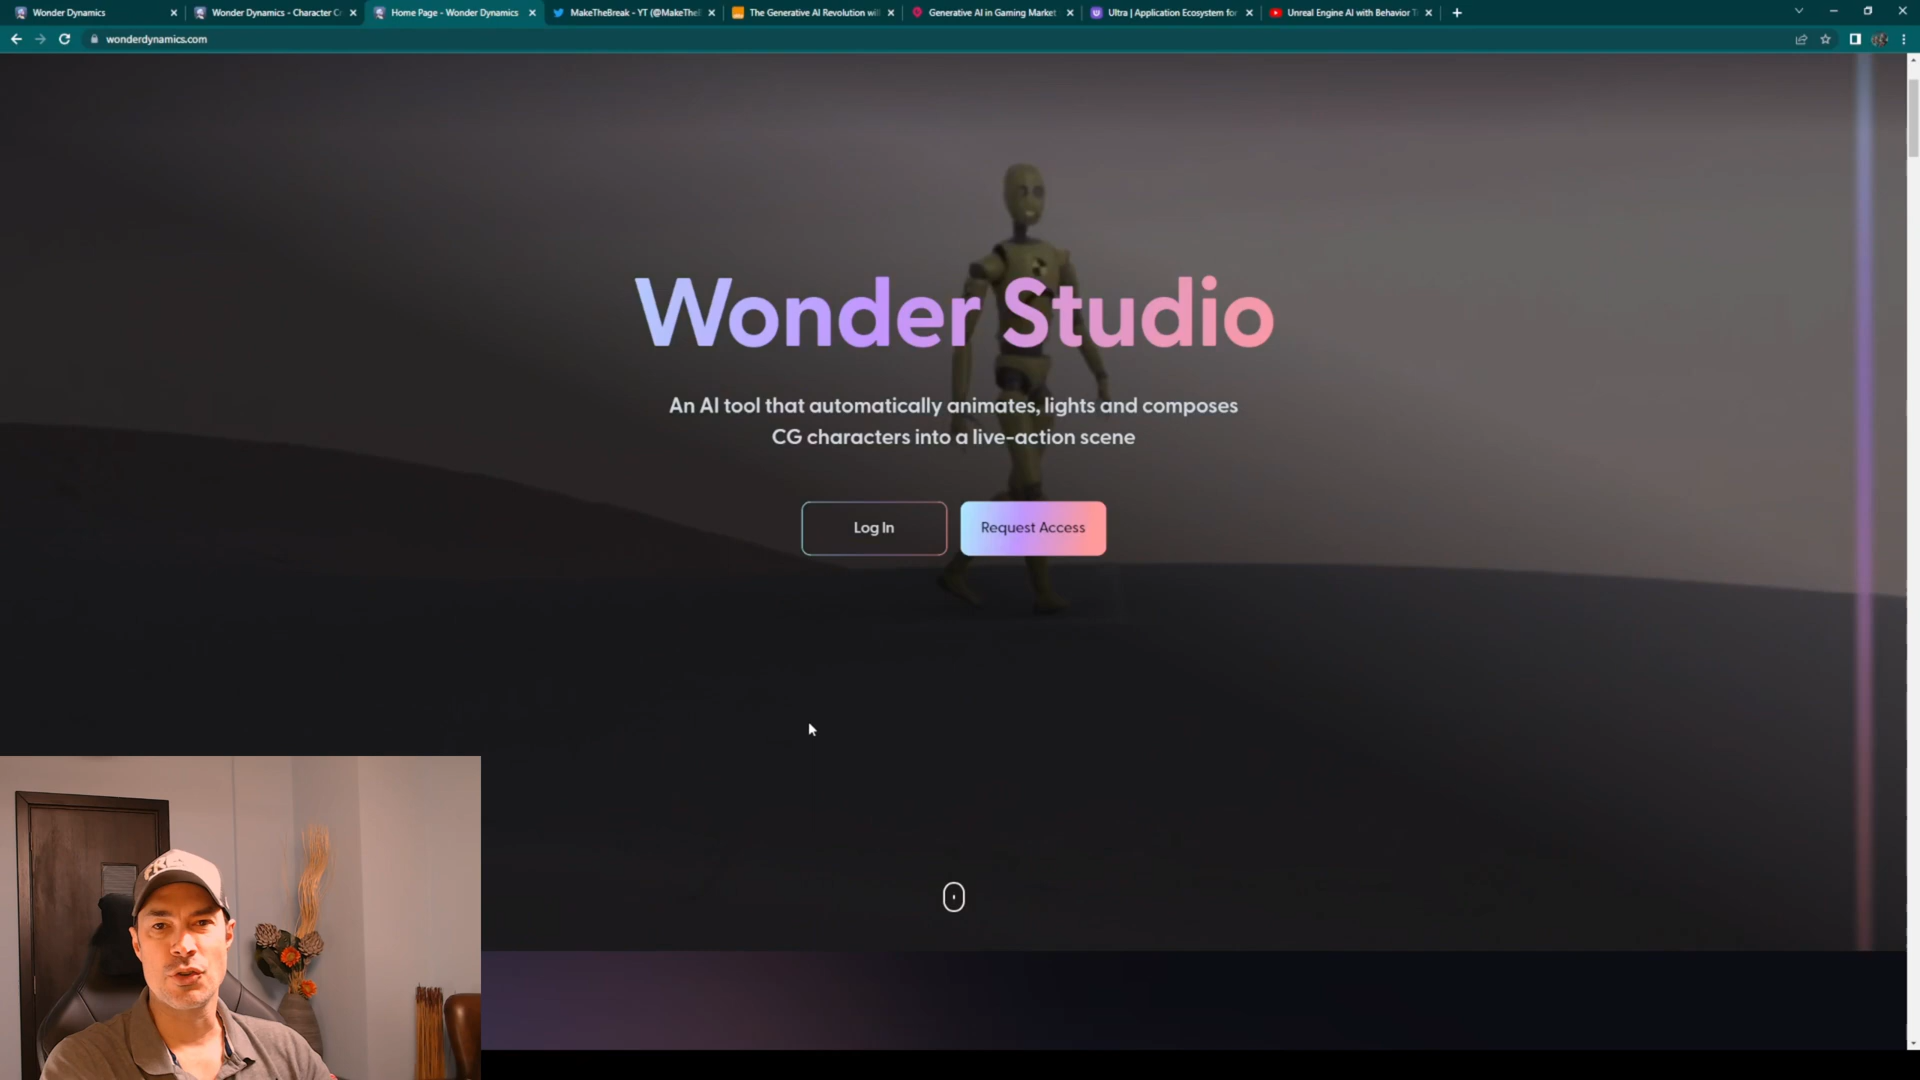 Wonder Dynamics
Wonder Dynamics - Character C
Home Page - Wonder Dynamics
MakeTheBreak - YT (@MakeTheB
The Generative AI Revolution wil
Generative AI in Gaming Market
Ultra | Application Ecosystem for
Unreal Engine AI with Behavior T
wonderdynamics.com
Wonder Studio
An AI tool that automatically animates, lights and composes
CG characters into a live-action scene
Log In
Request Access